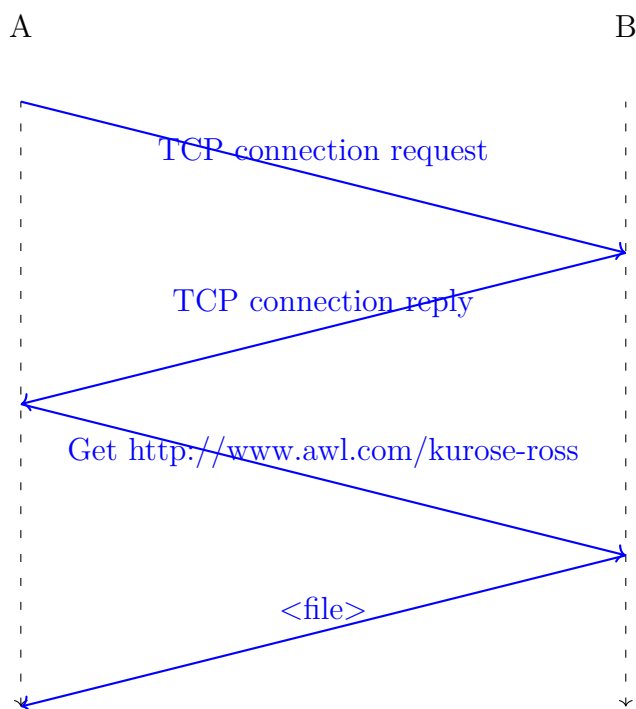 A
B
TCP connection request
TCP connection reply
Get http://www.awl.com/kurose-ross
<file>